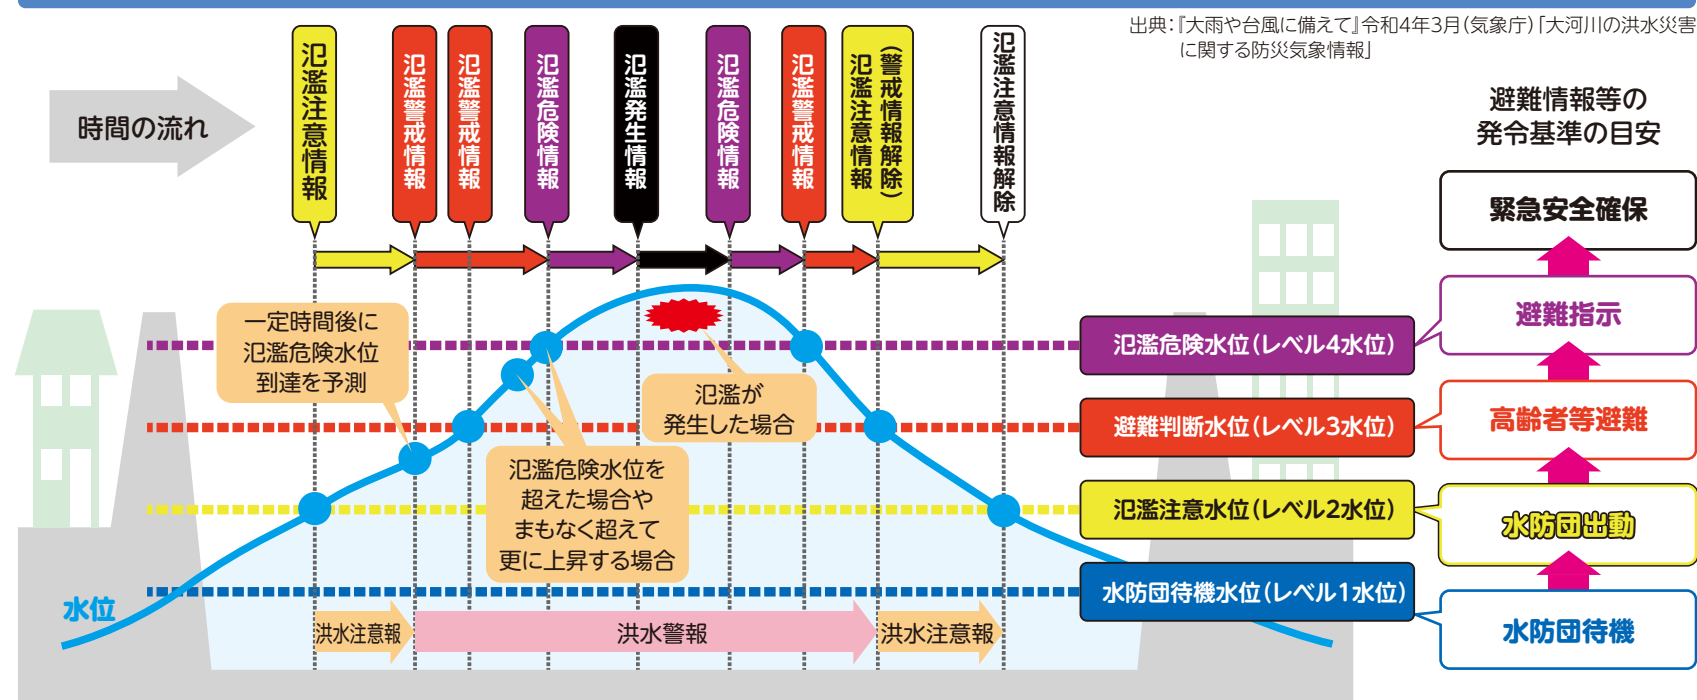 出典：『大雨や台風に備えて』令和4年3月（気象庁）「大河川の洪水災害
に関する防災気象情報」
時間の流れ
氾濫注意情報
氾濫警戒情報
氾濫警戒情報
氾濫危険情報
氾濫発生情報
氾濫危険情報
氾濫警戒情報
（警戒情報解除）
氾濫注意情報
氾濫注意情報解除
避難情報等の
発令基準の目安
緊急安全確保
避難指示
高齢者等避難
水防団出動
水防団待機
一定時間後に
氾濫危険水位
到達を予測
氾濫が
発生した場合
氾濫危険水位を
超えた場合や
まもなく超えて
更に上昇する場合
氾濫危険水位（レベル4水位）
避難判断水位（レベル3水位）
氾濫注意水位（レベル2水位）
水防団待機水位（レベル1水位）
水位
洪水注意報
洪水警報
洪水注意報